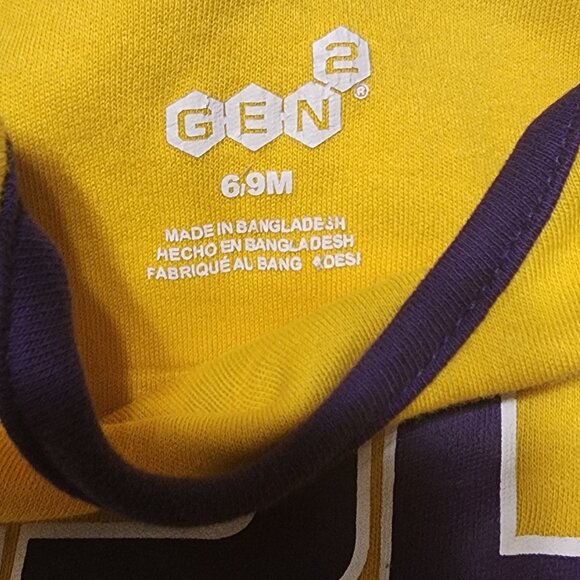 GEN2®
6/9M
MADE IN BANGLADESH
HECHO EN BANGLADESH
FABRIQUÉ AU